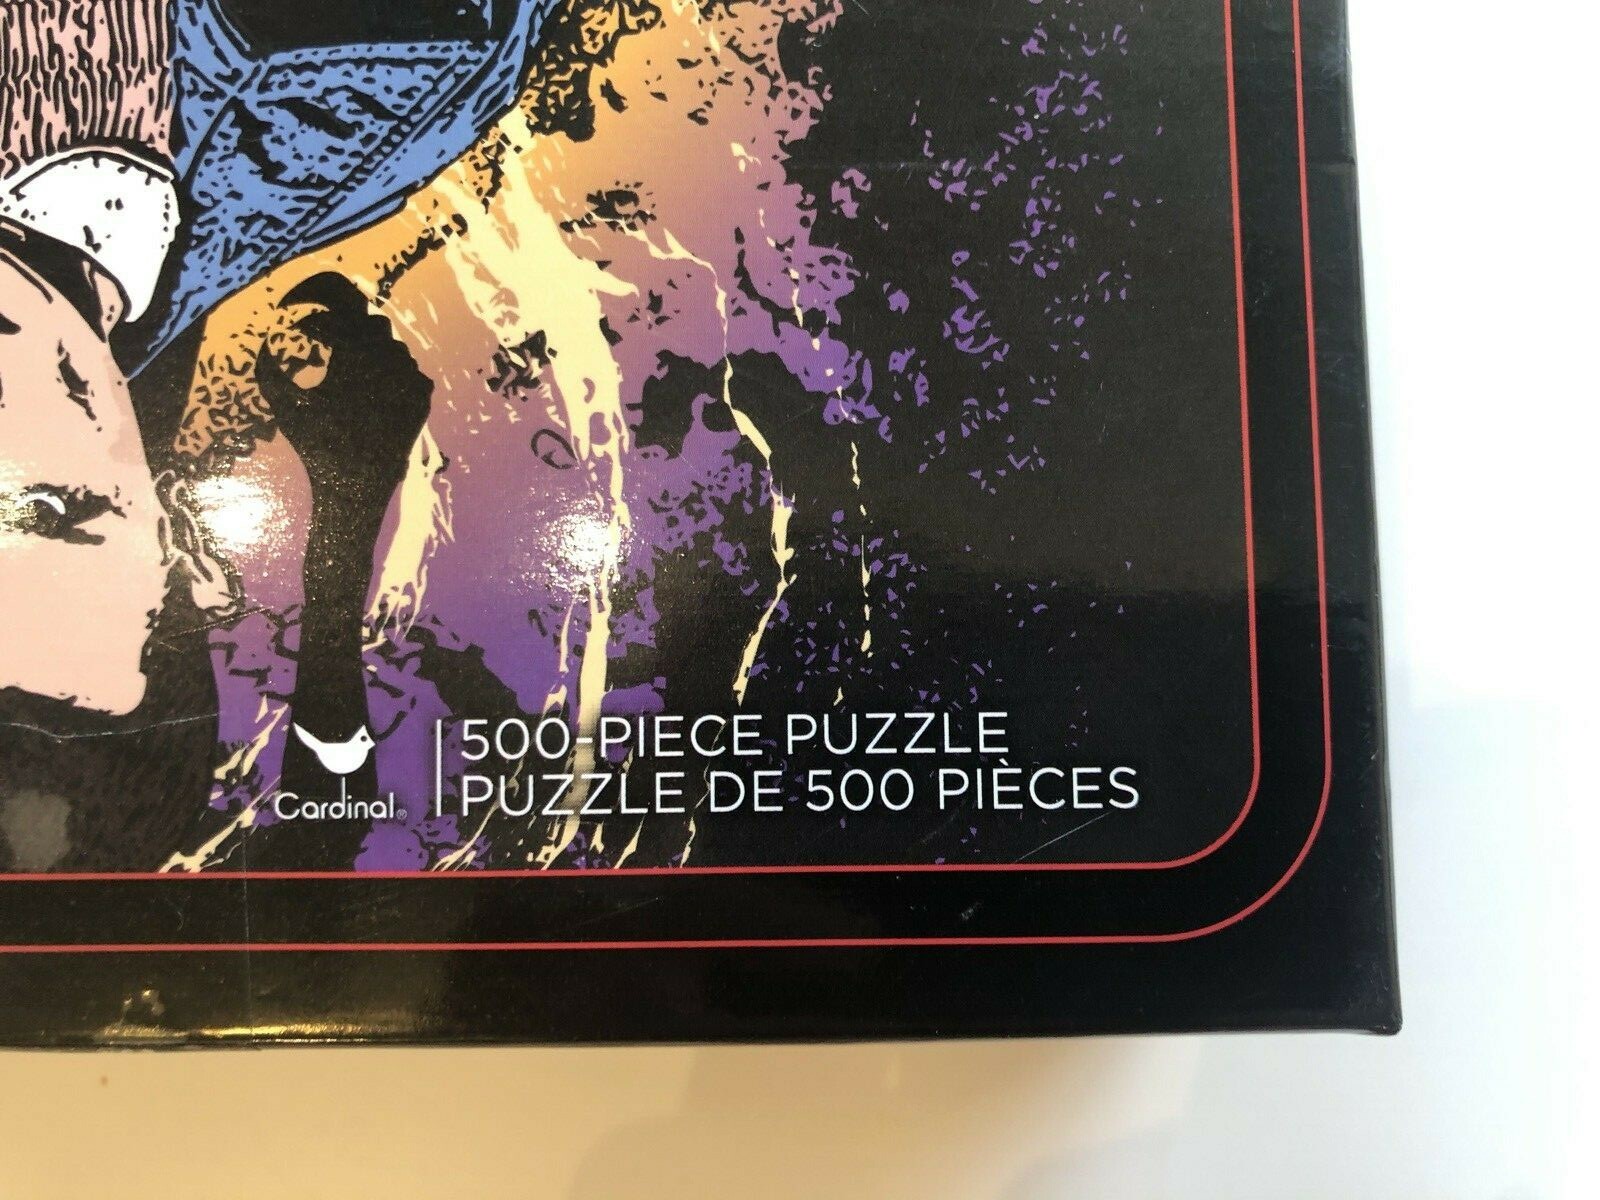 500-PIECE PUZZLE
PUZZLE DE 500 PIÈCES
Cardinal®